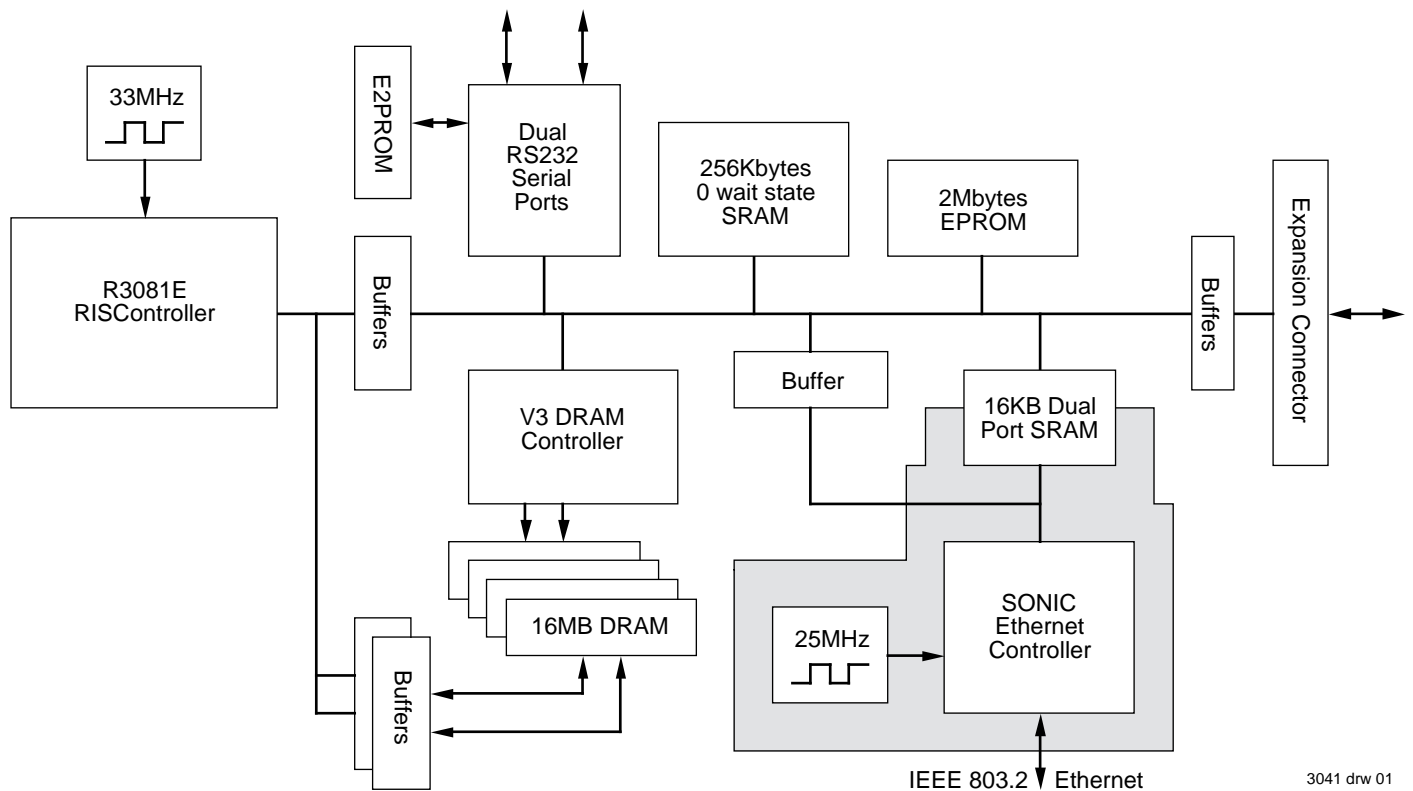 33MHz
E2PROM
Dual
RS232
Serial
Ports
256Kbytes
0 wait state
SRAM
2Mbytes
EPROM
Expansion Connector
R3081E
RISController
Buffers
Buffers
Buffer
V3 DRAM
Controller
16KB Dual
Port SRAM
16MB DRAM
SONIC
Ethernet
Controller
25MHz
Buffers
IEEE 803.2 Ethernet
3041 drw 01